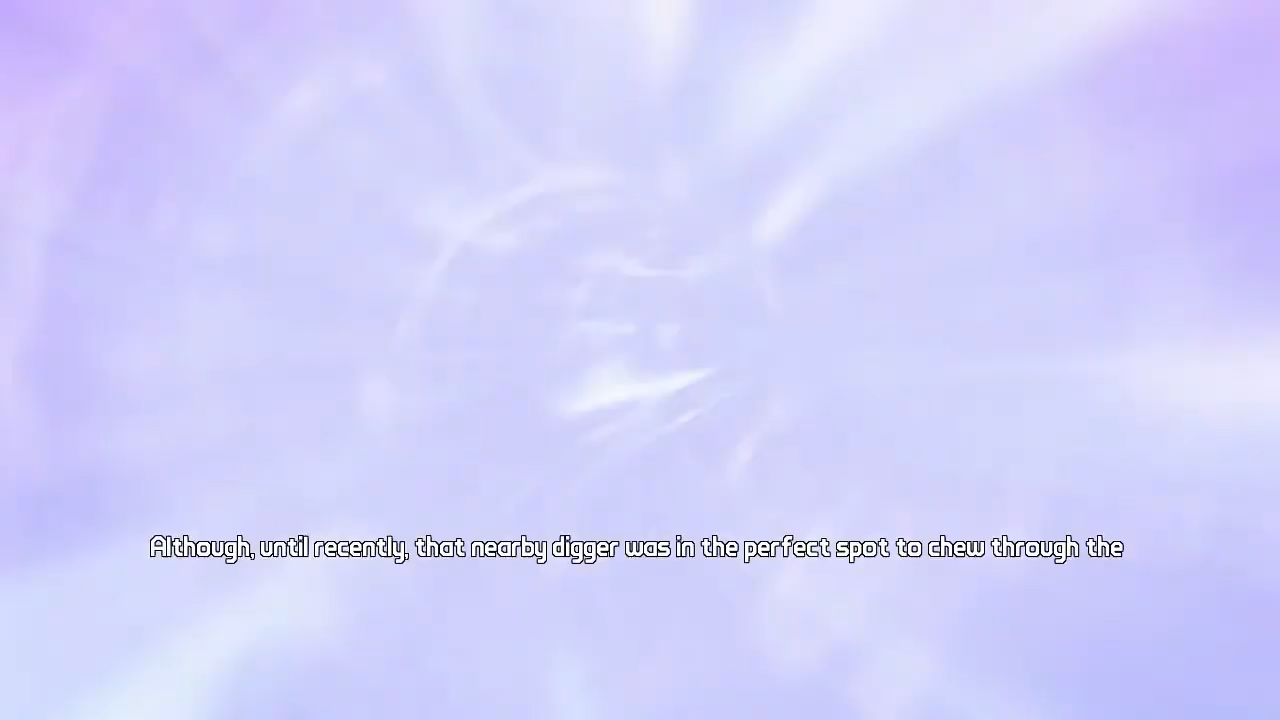 Although, until recently, that nearby digger was in the perfect spot to chew through the